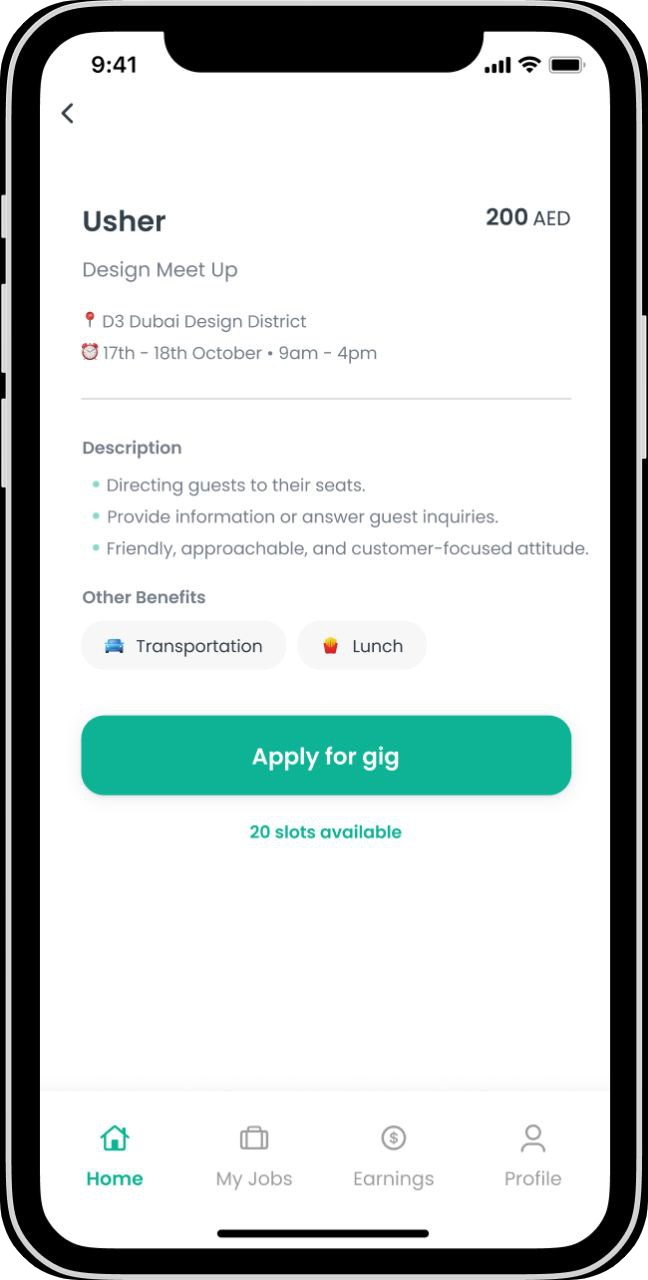 9:41
Usher
200 AED
Design Meet Up
D3 Dubai Design District
17th - 18th October • 9am - 4pm
Description
• Directing guests to their seats.
• Provide information or answer guest inquiries.
• Friendly, approachable, and customer-focused attitude.
Other Benefits
Transportation
Lunch
Apply for gig
20 slots available
Home
My Jobs
Earnings
Profile